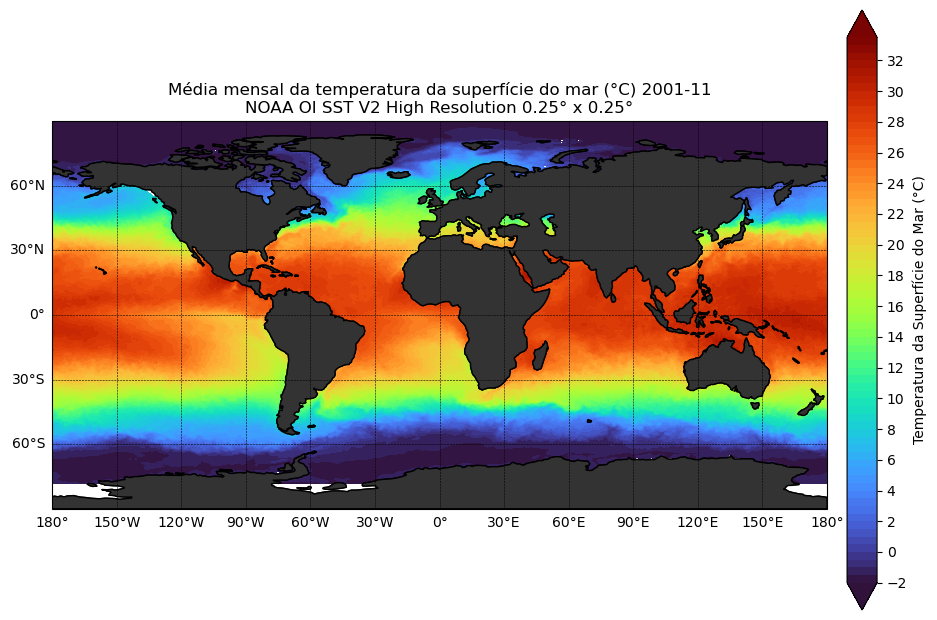 Média mensal da temperatura da superfície do mar (°C) 2001-11
NOAA OI SST V2 High Resolution 0.25° x 0.25°
60°N
30°N
0°
30°S
60°S
180°
150°W
120°W
90°W
60°W
30°W
0°
30°E
60°E
90°E
120°E
150°E
180°
32
30
28
26
24
22
20
18
16
14
12
10
8
6
4
2
0
−2
Temperatura da Superfície do Mar (°C)